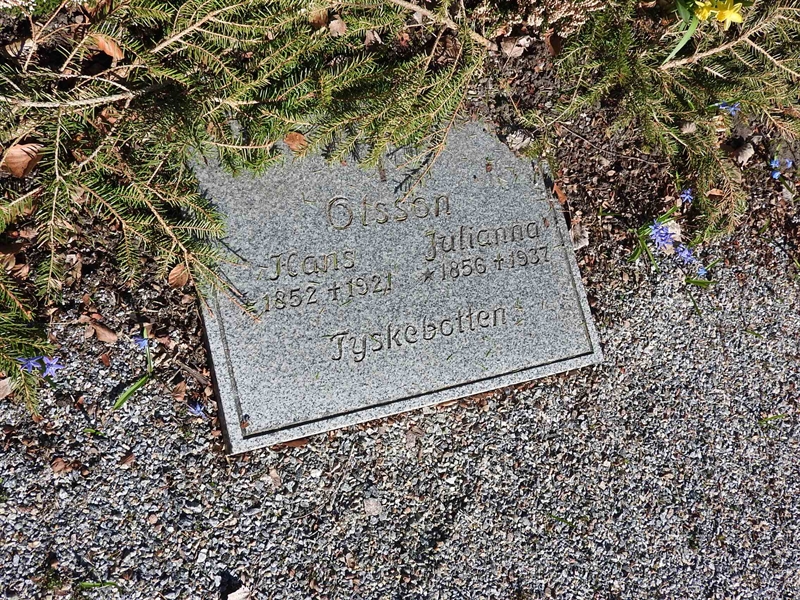 Olsson
Hans Julianna
*1852 †1921 *1856 †1937
Tyskebotten